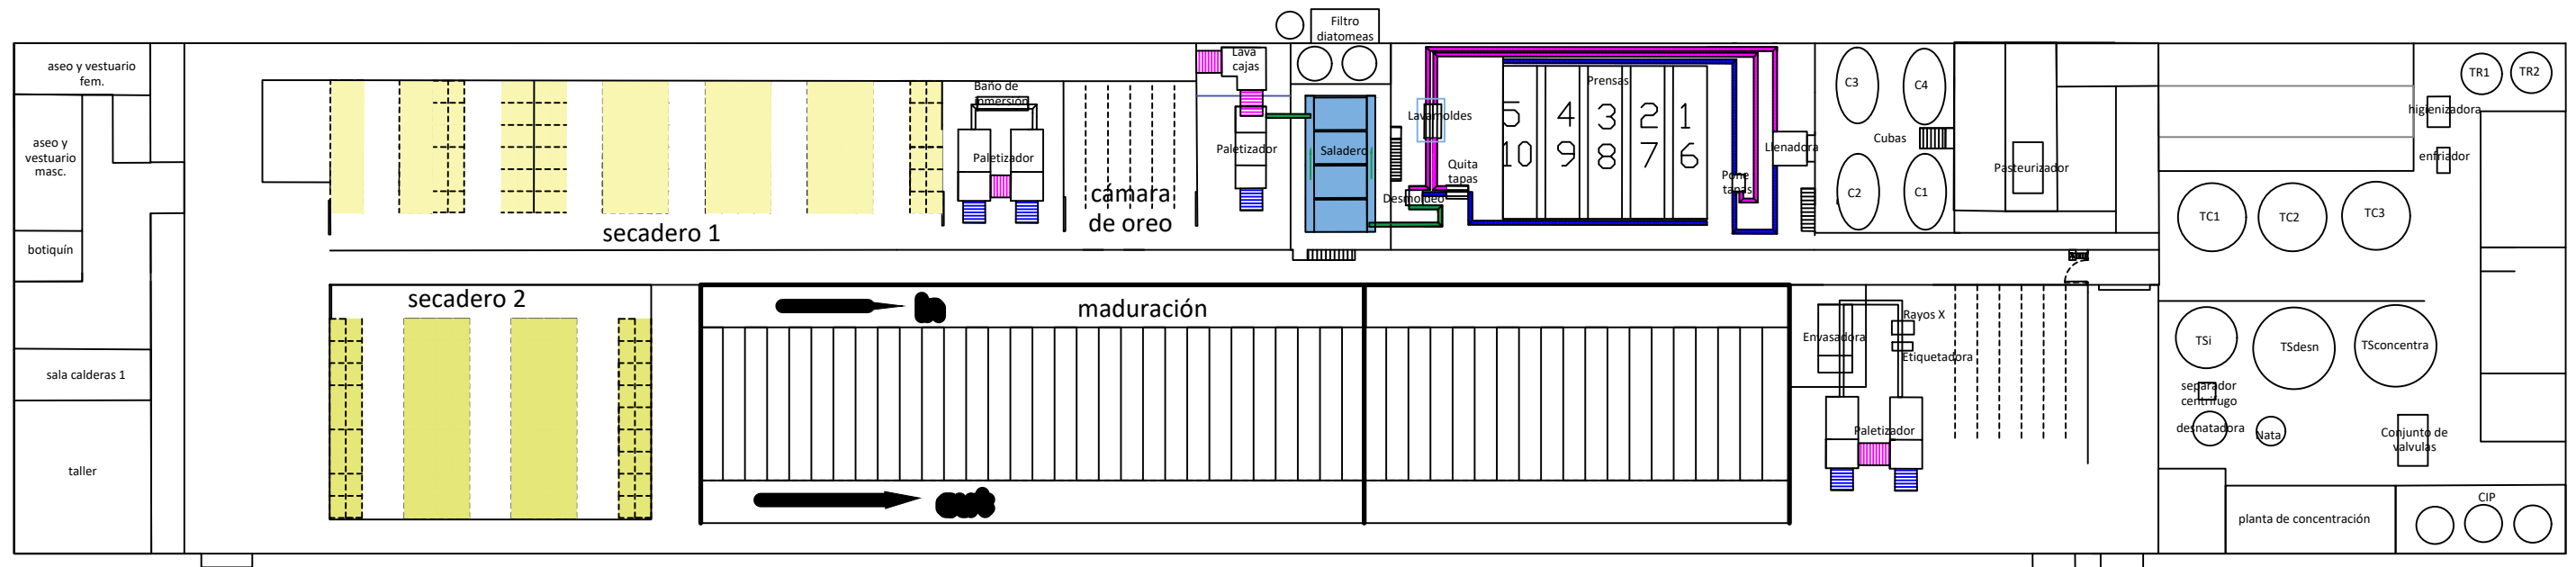 Filtro
diatomeas
aseo y vestuario
fem.
aseo y
vestuario
masc.
botiquín
sala calderas 1
taller
Baño de
inmersión
Paletizador
secadero 1
cámara
de oreo
Lava
cajas
Paletizador
Saladero
Lavamoldes
Quita
tapas
Desmoldeo
Prensas
5 4 3 2 1
10 9 8 7 6
Pone
tapas
Llenadora
C3
C4
Cubas
C2
C1
Pasteurizador
TR1
TR2
higienizadora
enfriador
TC1
TC2
TC3
secadero 2
maduración
Envasadora
Rayos X
Etiquetadora
Paletizador
TSi
TSdesn
TSconcentra
separador
centrifugo
desnatadora
Nata
Conjunto de
valvulas
planta de concentración
CIP